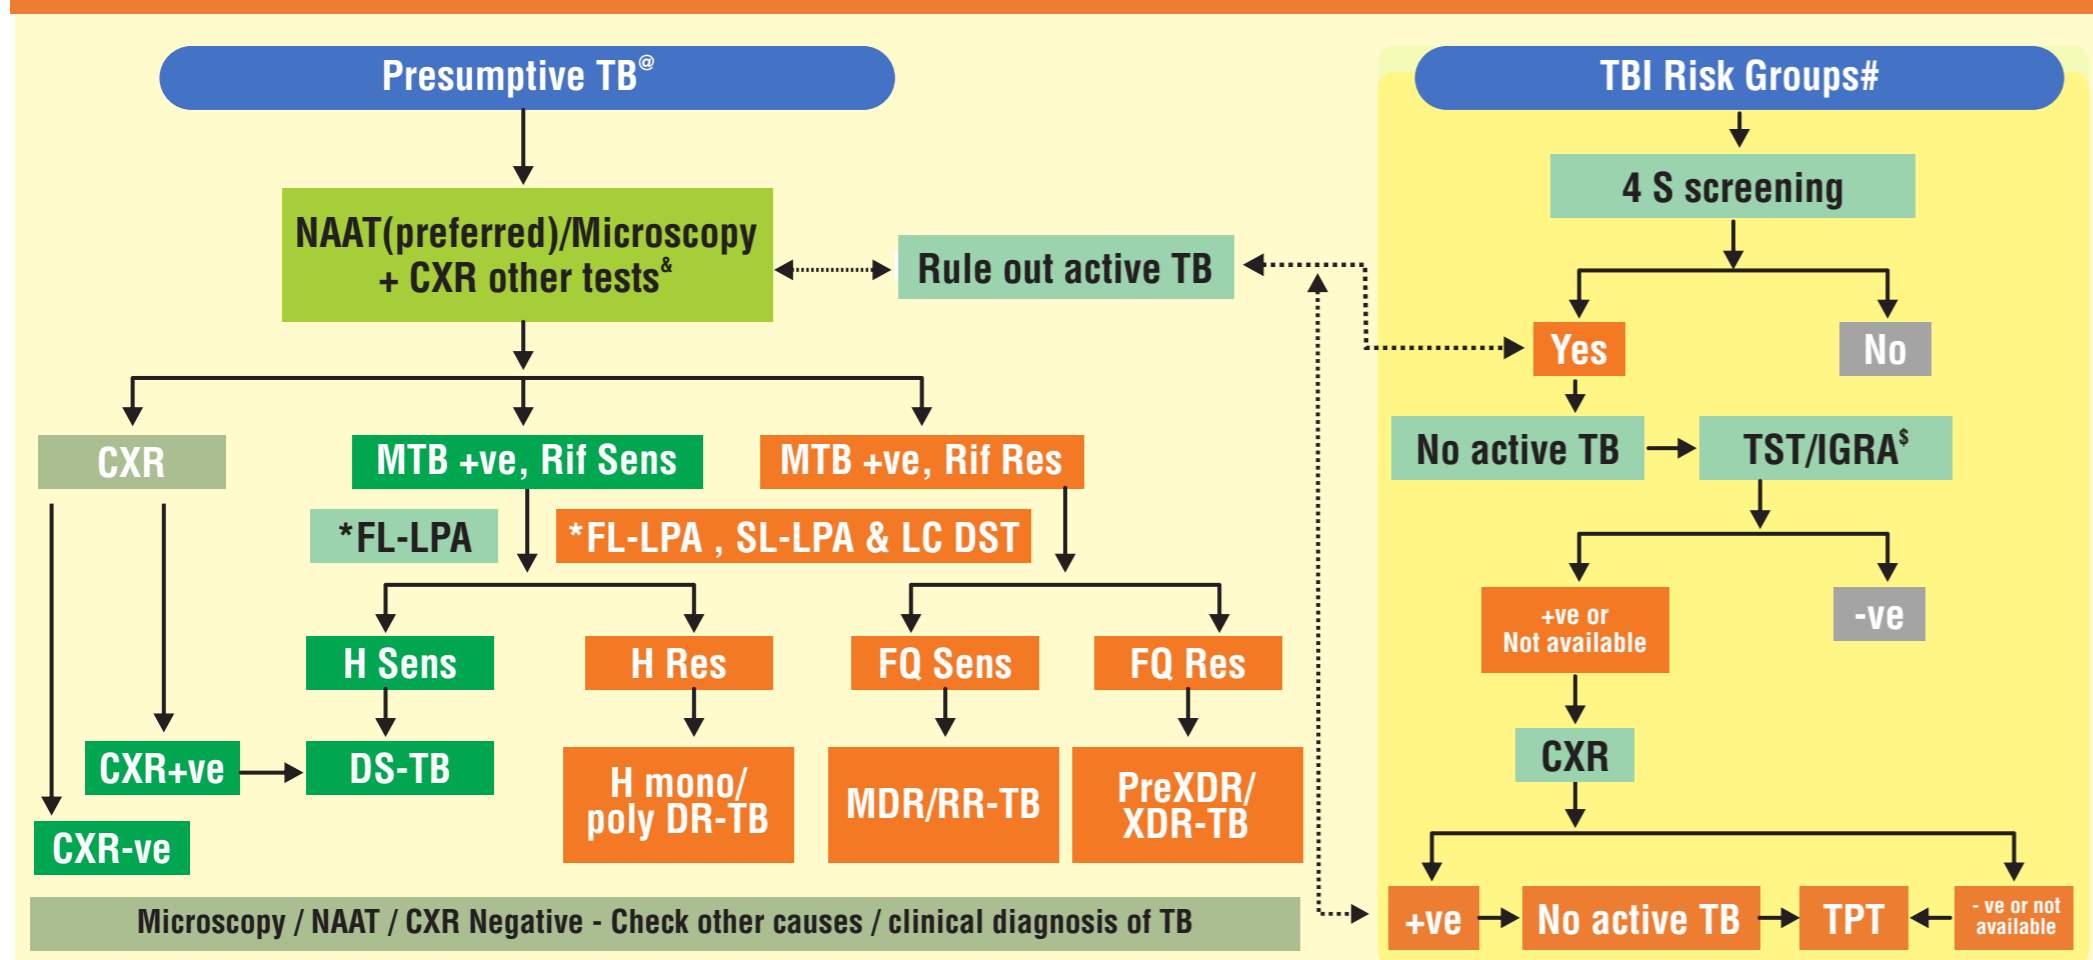 Presumptive TB@
TBI Risk Groups#
4 S screening
NAAT(preferred)/Microscopy
+ CXR other tests&
Rule out active TB
Yes
No
No active TB
TST/IGRA$
CXR
MTB +ve, Rif Sens
MTB +ve, Rif Res
*FL-LPA
*FL-LPA , SL-LPA & LC DST
+ve or
Not available
-ve
H Sens
H Res
FQ Sens
FQ Res
CXR
CXR+ve
DS-TB
H mono/
poly DR-TB
MDR/RR-TB
PreXDR/
XDR-TB
CXR-ve
Microscopy / NAAT / CXR Negative - Check other causes / clinical diagnosis of TB
+ve
No active TB
TPT
- ve or not
available